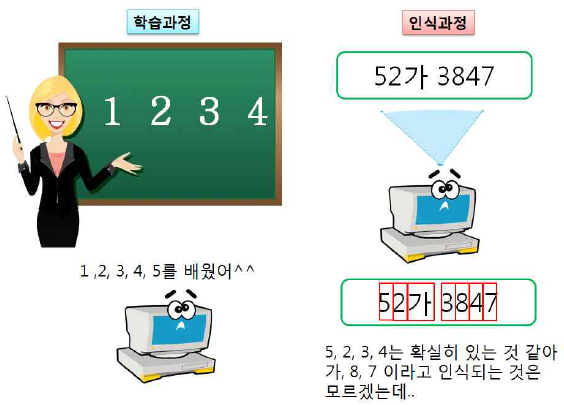 학습과정
1 2 3 4
1 ,2, 3, 4, 5를 배웠어^^
인식과정
52가 3847
52가 3847
5, 2, 3, 4는 확실히 있는 것 같아
가, 8, 7 이라고 인식되는 것은
모르겠는데..